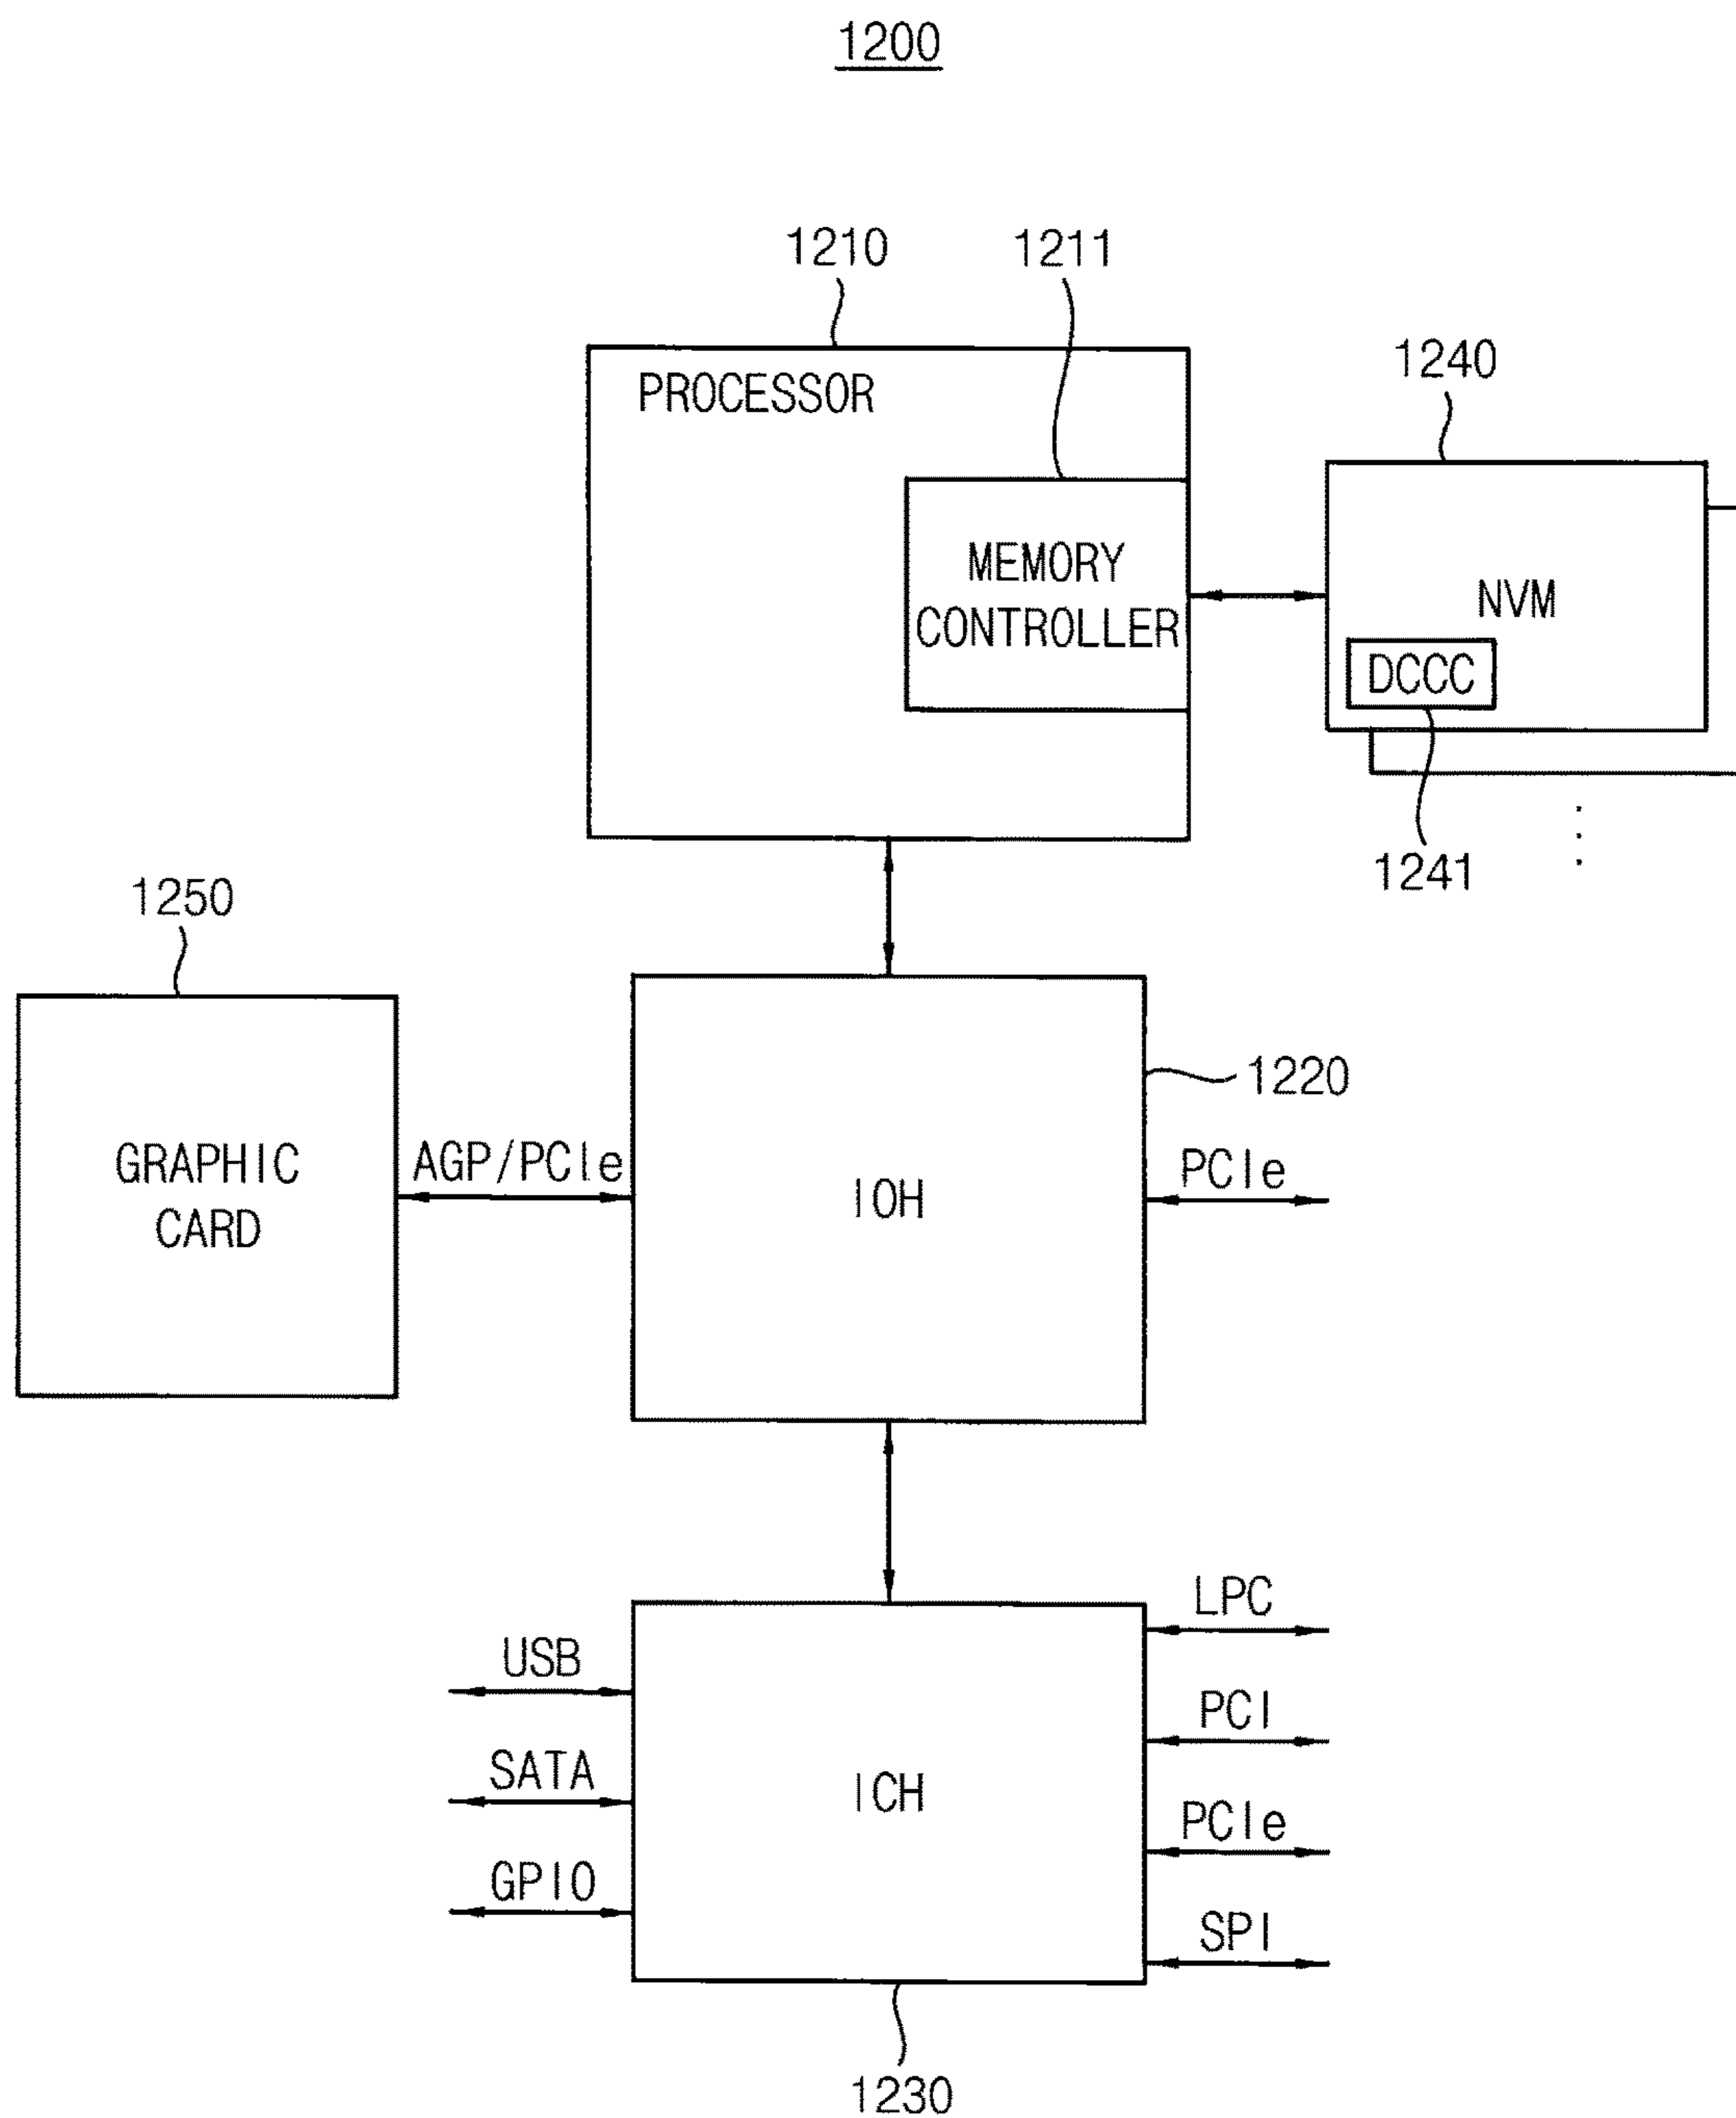 1200
1210
1211
PROCESSOR
1240
MEMORY
CONTROLLER
NVM
DCCC
1241
1250
1220
GRAPHIC
CARD
AGP/PCIe
IOH
PCIe
LPC
USB
PCI
SATA
ICH
PCIe
GPIO
SPI
1230